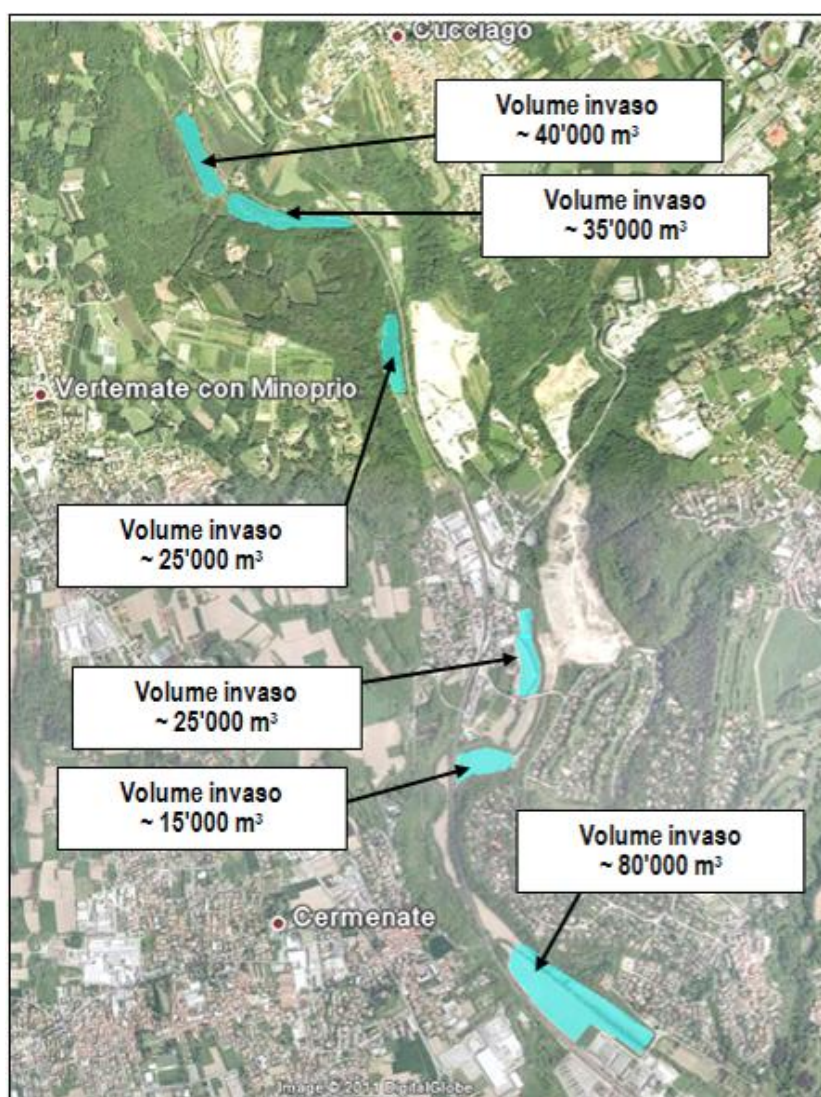 Cucciago
Volume invaso
~ 40'000 m³
Volume invaso
~ 35'000 m³
Vertemate con Minoprio
Volume invaso
~ 25'000 m³
Volume invaso
~ 25'000 m³
Volume invaso
~ 15'000 m³
Volume invaso
~ 80'000 m³
Cermenate
Image © 2011 DigitalGlobe